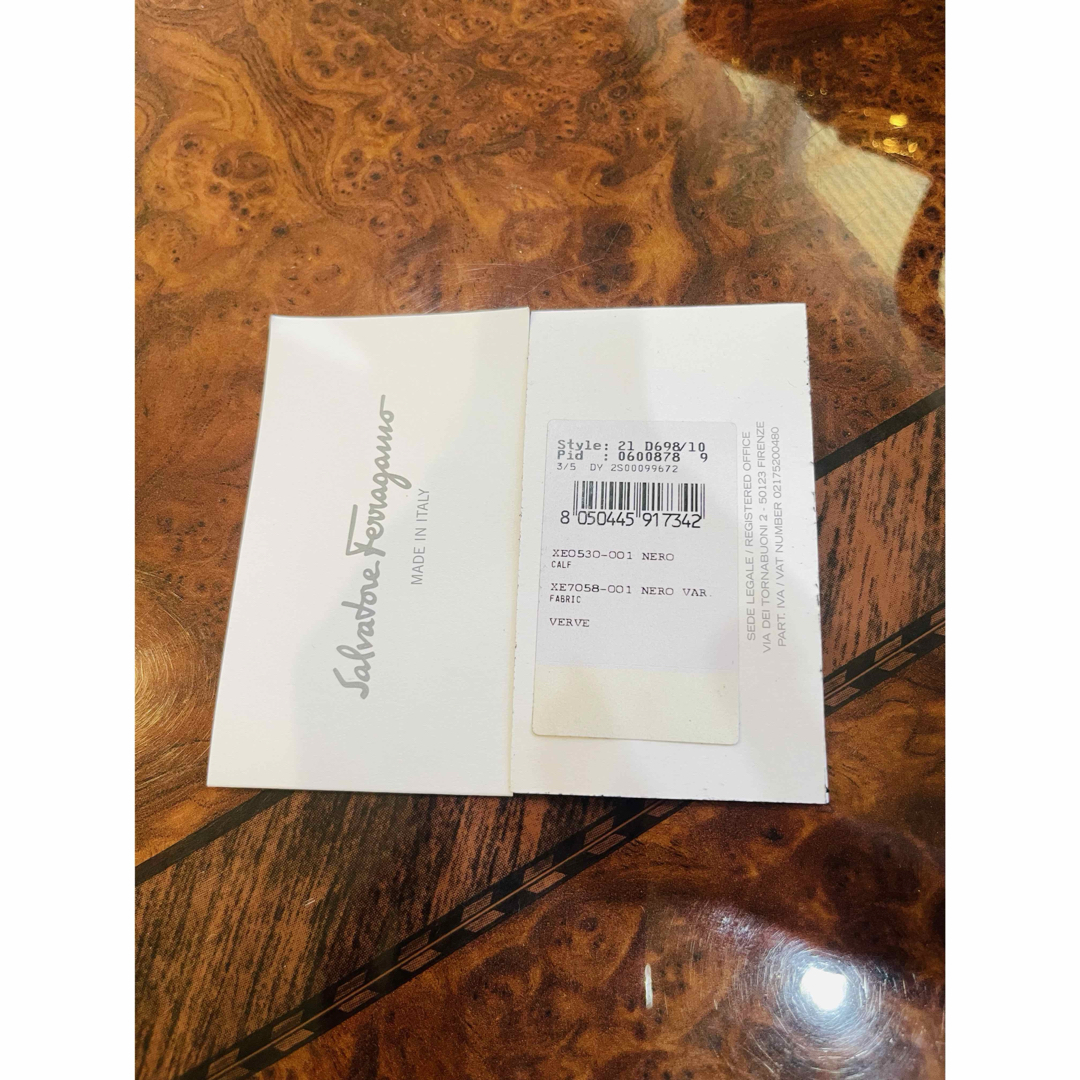 Salvatore Ferragamo
MADE IN ITALY
Style: 21 D698/10
Pid : 0600878 9
3/5 DY 2S00099672
8 050445 917342
XE0530-001 NERO
CALF
XE7058-001 NERO VAR.
FABRIC
VERVE
SEDE LEGALE / REGISTERED OFFICE
VIA DEI TORNABUONI 2 - 50123 FIRENZE
PART. IVA / VAT NUMBER 02175200480